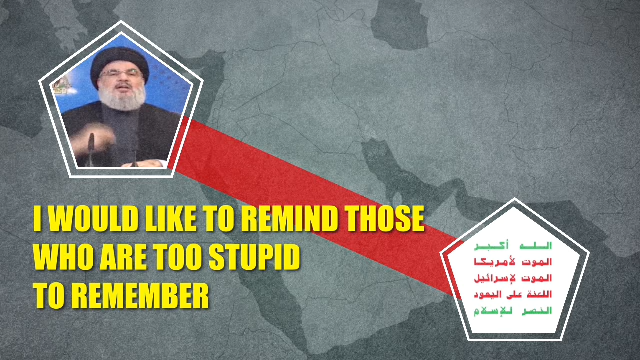 I WOULD LIKE TO REMIND THOSE
WHO ARE TOO STUPID
TO REMEMBER
الله أكبر
الموت لأمريكا
الموت لإسرائيل
اللعنة على اليهود
النصر للإسلام